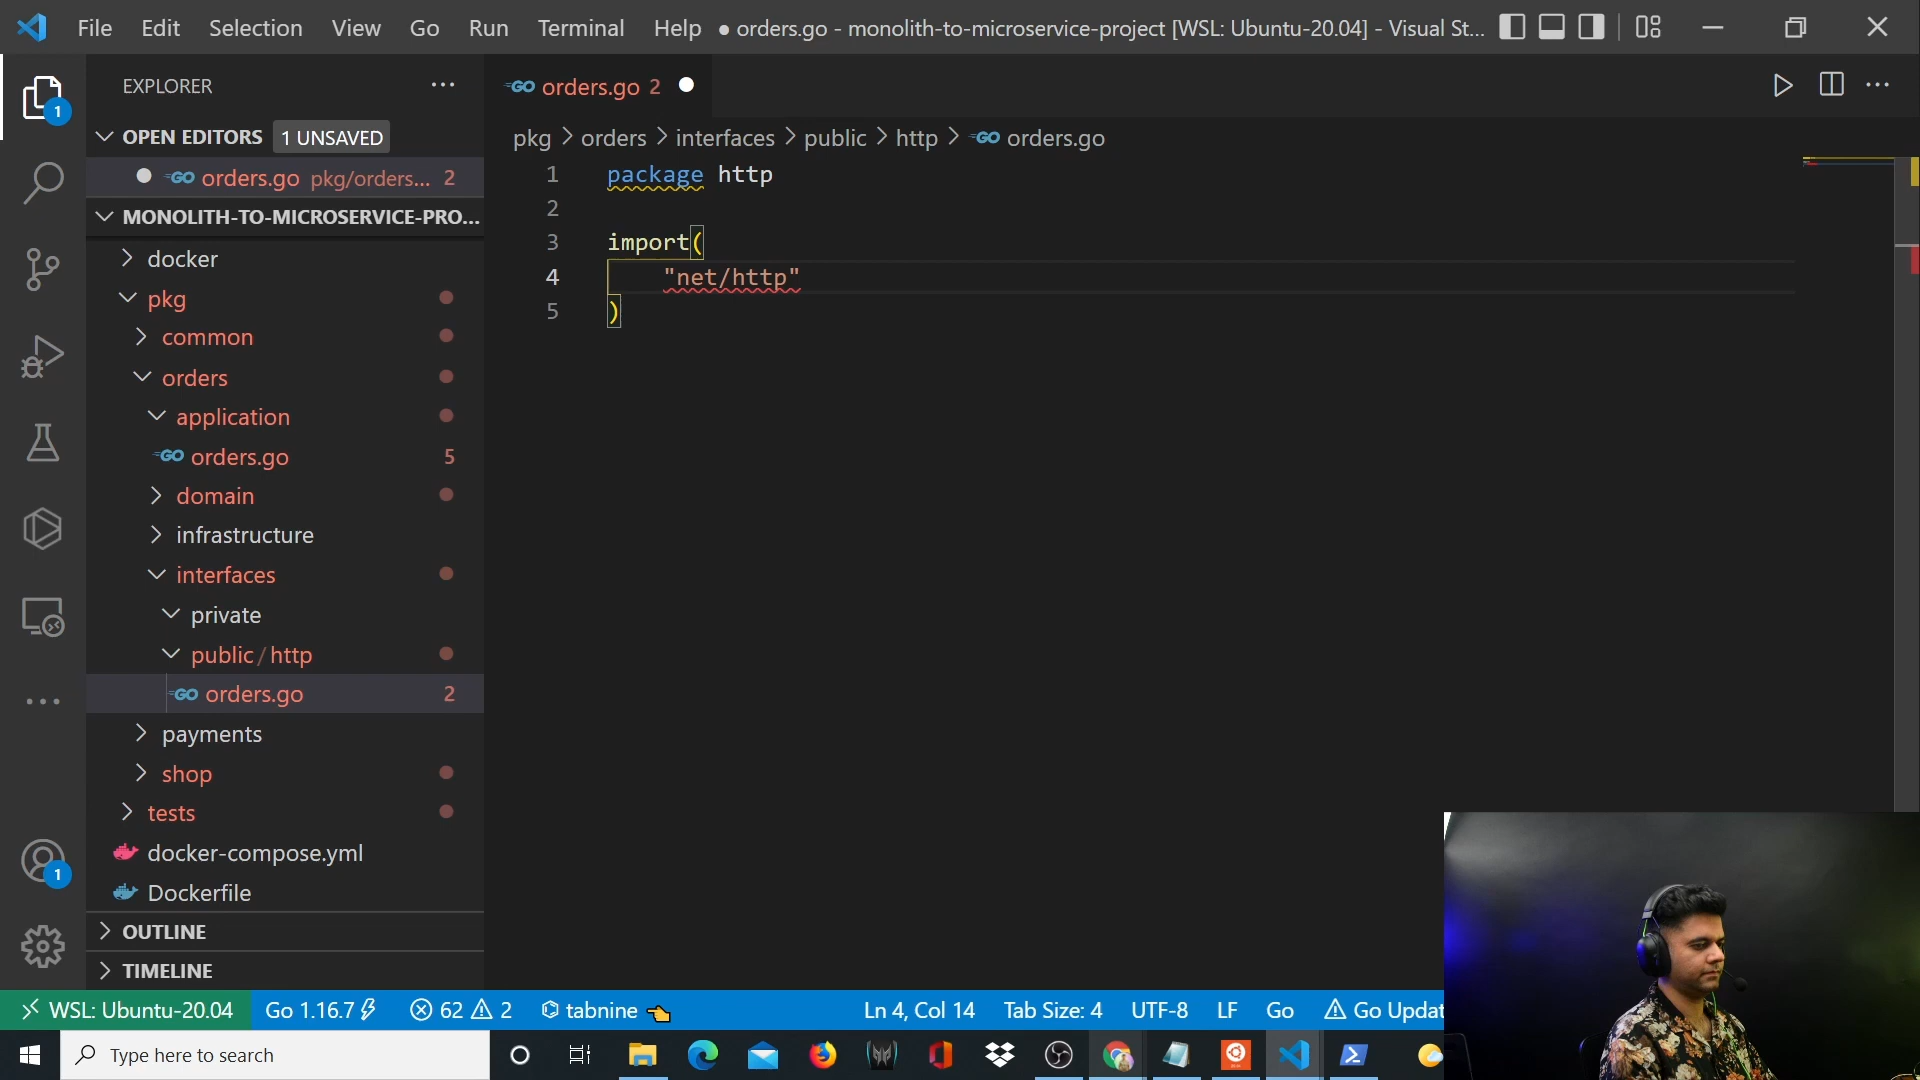 File Edit Selection View Go Run Terminal Help ● orders.go - monolith-to-microservice-project [WSL: Ubuntu-20.04] - Visual St...
EXPLORER
OPEN EDITORS 1 UNSAVED
orders.go pkg/orders... 2
MONOLITH-TO-MICROSERVICE-PRO...
docker
pkg
common
orders
application
orders.go 5
domain
infrastructure
interfaces
private
public / http
orders.go 2
payments
shop
tests
docker-compose.yml
Dockerfile
OUTLINE
TIMELINE
1
1
GO orders.go 2
pkg > orders > interfaces > public > http > GO orders.go
1 package http
2
3 import(
4 "net/http"
5 )
WSL: Ubuntu-20.04 Go 1.16.7 62 2 tabnine Ln 4, Col 14 Tab Size: 4 UTF-8 LF Go Go Updat
Type here to search